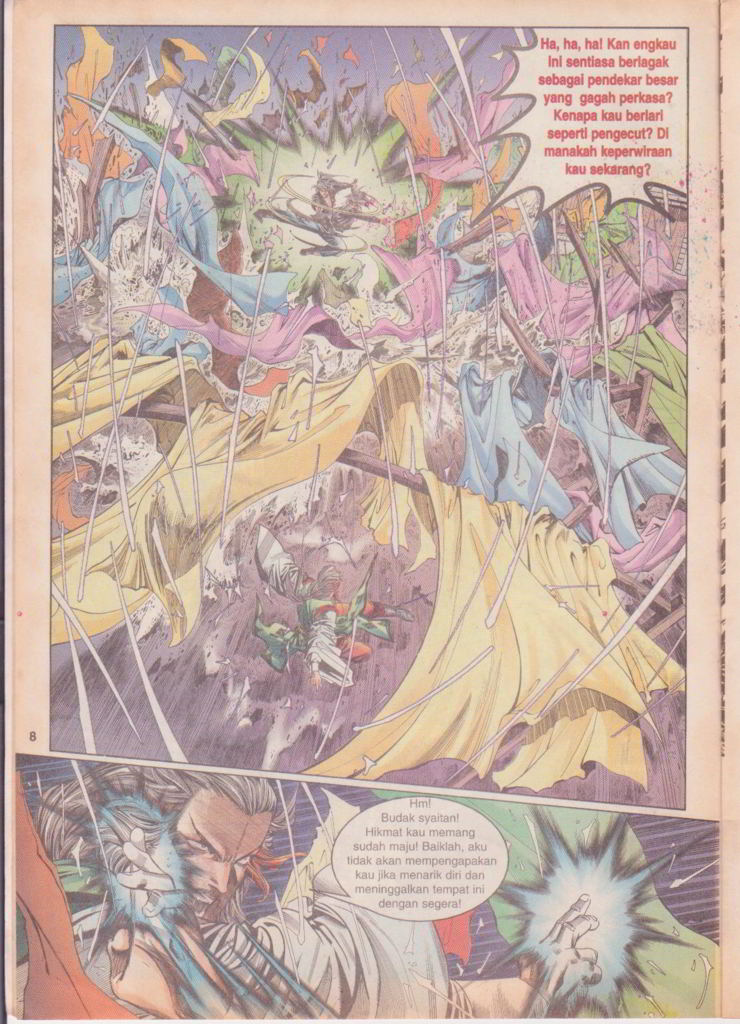 Ha, ha, ha! Kan engkau
ini sentiasa berlagak
sebagai pendekar besar
yang gagah perkasa?
Kenapa kau berlari
seperti pengecut? Di
manakah keperwiraan
kau sekarang?
8
Hm!
Budak syaitan!
Hikmat kau memang
sudah maju! Baiklah, aku
tidak akan mempengapakan
kau jika menarik diri dan
meninggalkan tempat ini
dengan segera!